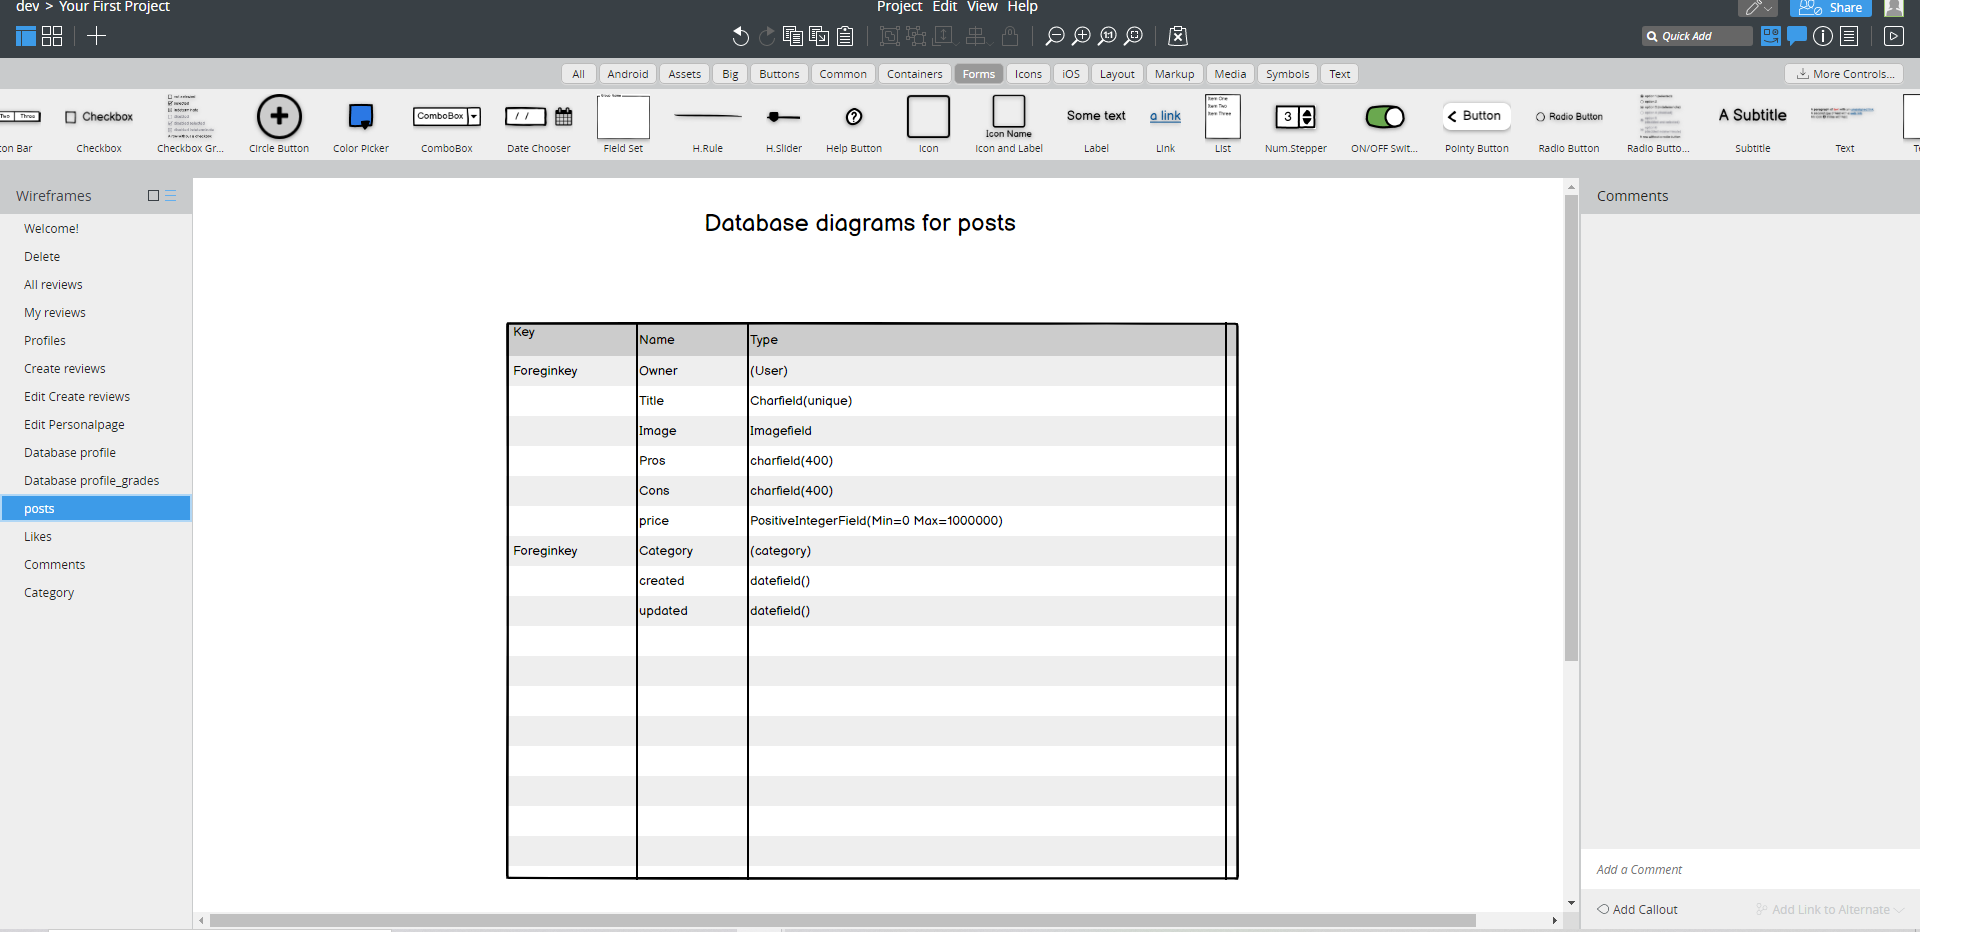 dev > Your First Project
Project Edit View Help
Share
Quick Add
All Android Assets Big Buttons Common Containers Forms Icons iOS Layout Markup Media Symbols Text
More Controls...
Two Three
Checkbox
ComboBox
/ /
Some text
a link
Item One
Item Two
Item Three
3
Button
Radio Button
A Subtitle
Icon Name
on Bar
Checkbox
Checkbox Gr...
Circle Button
Color Picker
ComboBox
Date Chooser
Field Set
H.Rule
H.Slider
Help Button
Icon
Icon and Label
Label
Link
List
Num.Stepper
ON/OFF Swit...
Pointy Button
Radio Button
Radio Butto...
Subtitle
Text
Wireframes
Welcome!
Delete
All reviews
My reviews
Profiles
Create reviews
Edit Create reviews
Edit Personalpage
Database profile
Database profile_grades
posts
Likes
Comments
Category
Database diagrams for posts
Key Name Type
Foreginkey Owner (User)
Title Charfield(unique)
Image Imagefield
Pros charfield(400)
Cons charfield(400)
price PositiveIntegerField(Min=0 Max=1000000)
Foreginkey Category (category)
created datefield()
updated datefield()
Comments
Add a Comment
Add Callout
Add Link to Alternate